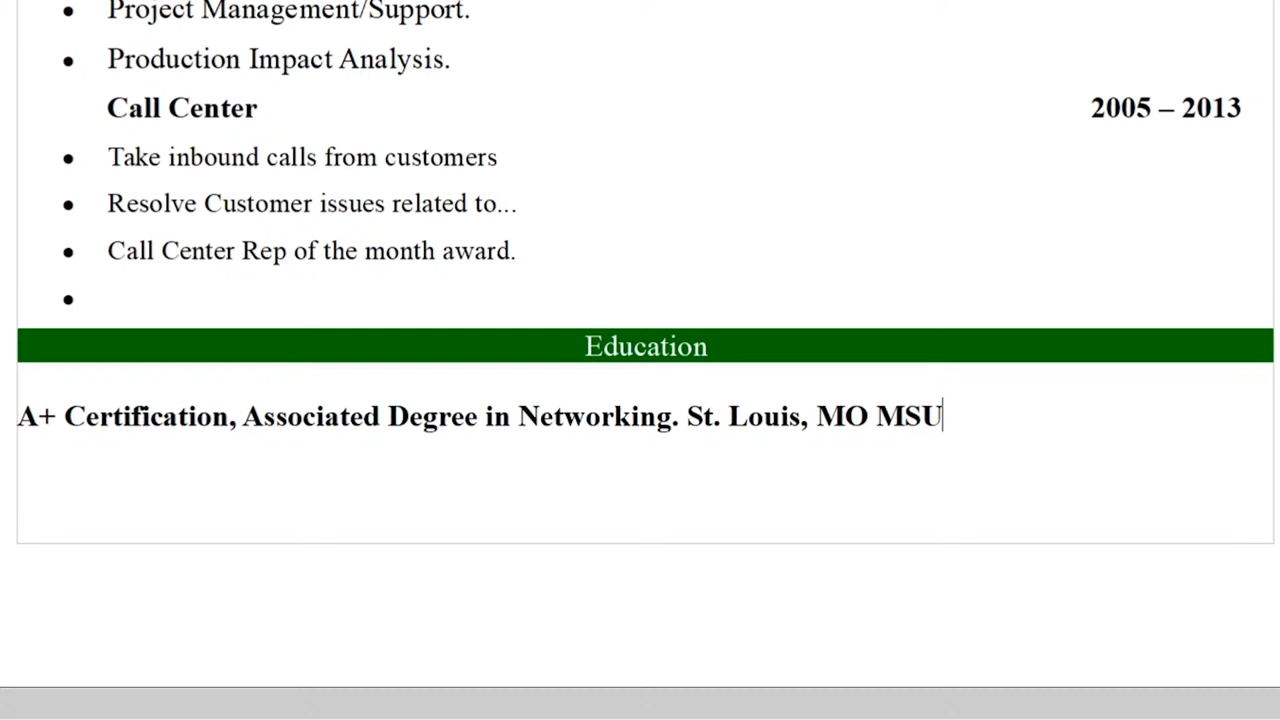 • Project Management/Support.
• Production Impact Analysis.
Call Center 2005 – 2013
• Take inbound calls from customers
• Resolve Customer issues related to...
• Call Center Rep of the month award.
•
Education
A+ Certification, Associated Degree in Networking. St. Louis, MO MSU